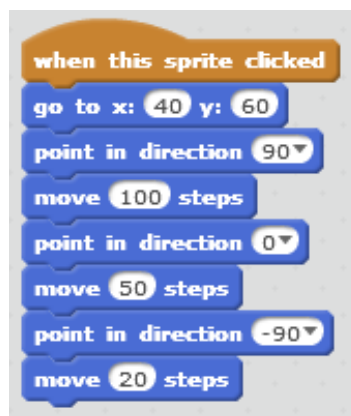 when this sprite clicked
go to x: 40 y: 60
point in direction 90▼
move 100 steps
point in direction 0▼
move 50 steps
point in direction -90▼
move 20 steps